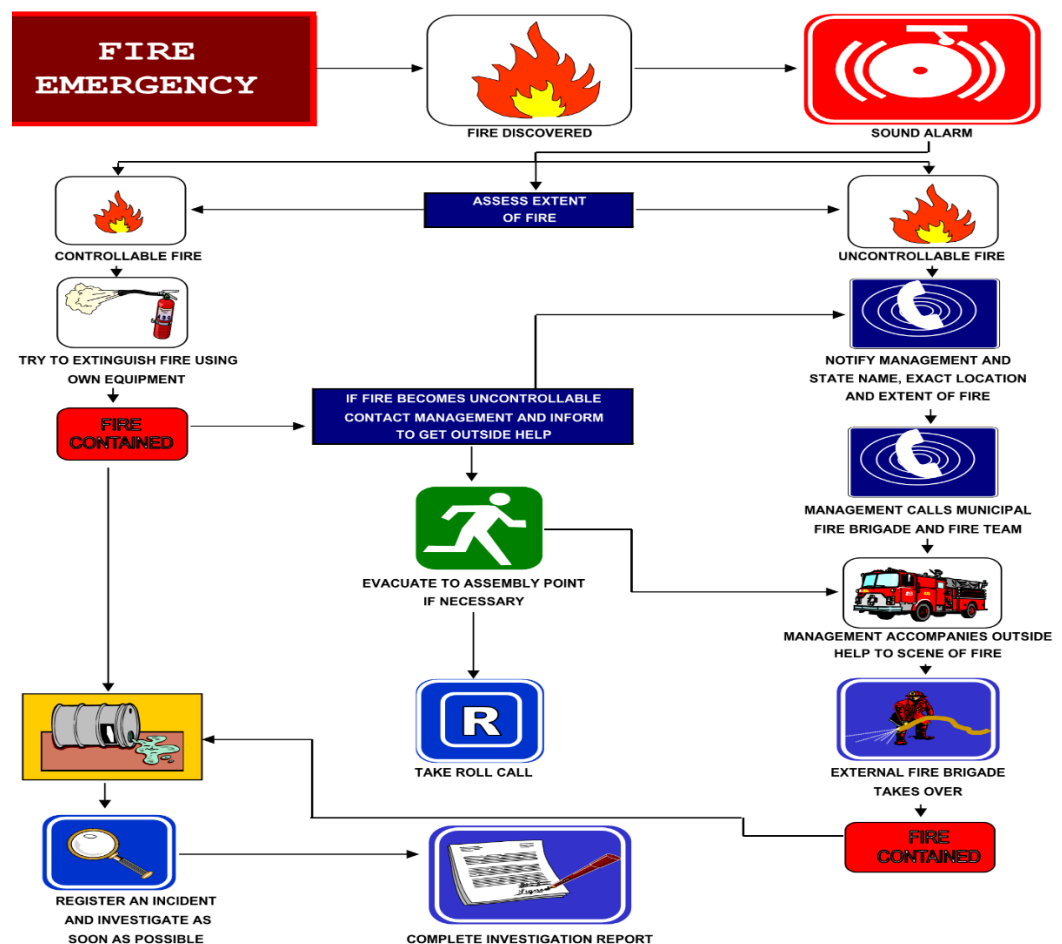 FIRE
EMERGENCY
FIRE DISCOVERED
SOUND ALARM
ASSESS EXTENT
OF FIRE
CONTROLLABLE FIRE
UNCONTROLLABLE FIRE
TRY TO EXTINGUISH FIRE USING
OWN EQUIPMENT
NOTIFY MANAGEMENT AND
STATE NAME, EXACT LOCATION
AND EXTENT OF FIRE
IF FIRE BECOMES UNCONTROLLABLE
CONTACT MANAGEMENT AND INFORM
TO GET OUTSIDE HELP
FIRE
CONTAINED
MANAGEMENT CALLS MUNICIPAL
FIRE BRIGADE AND FIRE TEAM
EVACUATE TO ASSEMBLY POINT
IF NECESSARY
MANAGEMENT ACCOMPANIES OUTSIDE
HELP TO SCENE OF FIRE
R
TAKE ROLL CALL
EXTERNAL FIRE BRIGADE
TAKES OVER
FIRE
CONTAINED
REGISTER AN INCIDENT
AND INVESTIGATE AS
SOON AS POSSIBLE
COMPLETE INVESTIGATION REPORT